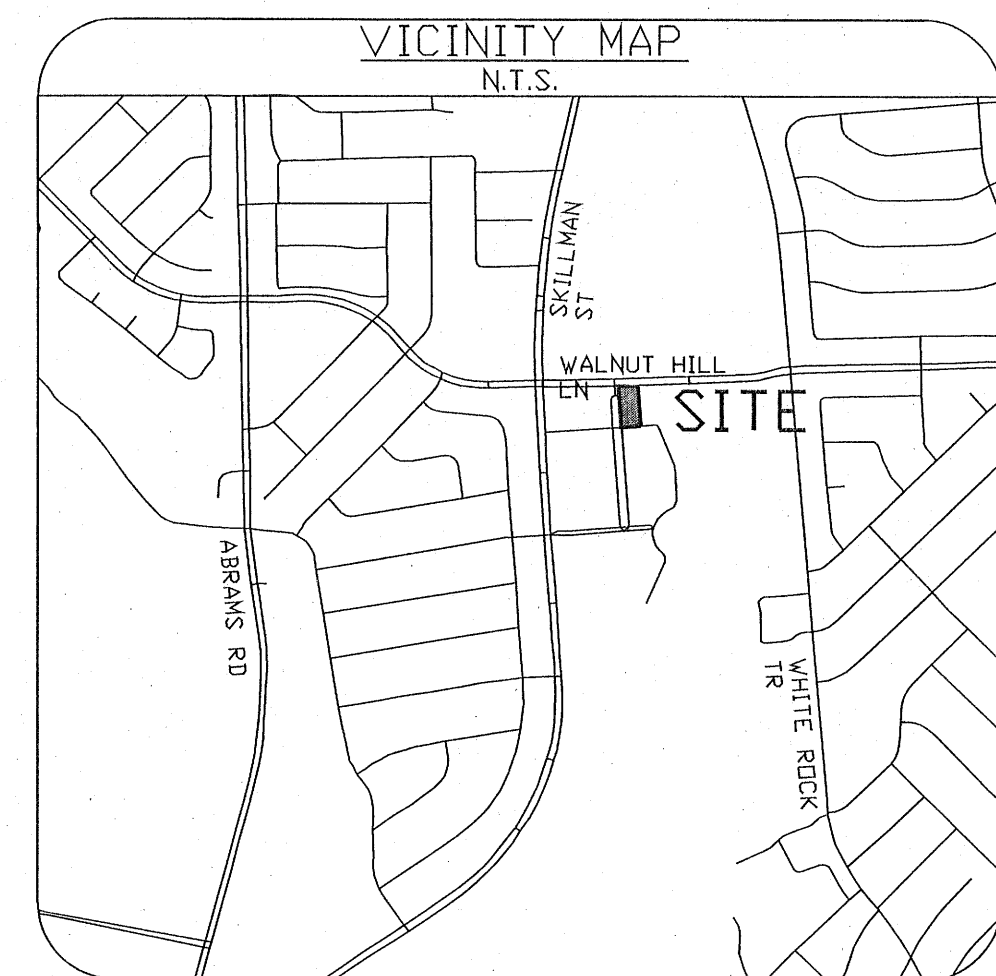 VICINITY MAP
N.T.S.
SKILLMAN
ST
WALNUT HILL
LN
SITE
ABRAMS RD
WHITE ROCK
TR